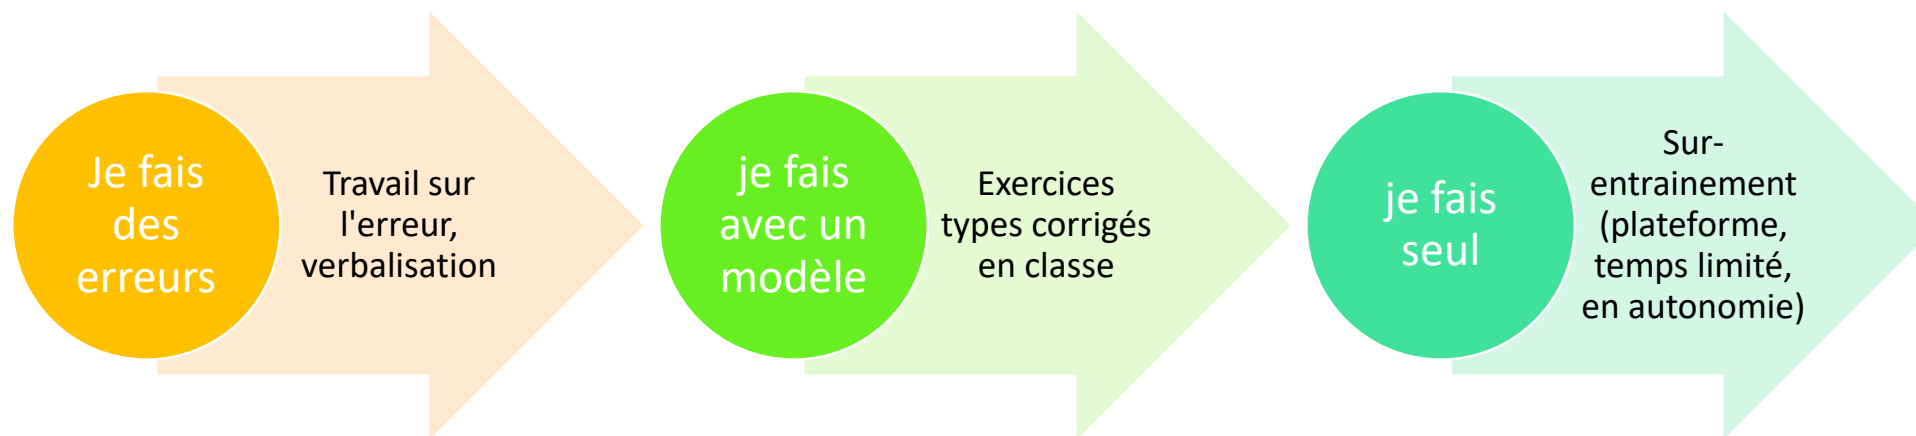 Je fais
des
erreurs
Travail sur
l'erreur,
verbalisation
je fais
avec un
modèle
Exercices
types corrigés
en classe
je fais
seul
Sur-
entrainement
(plateforme,
temps limité,
en autonomie)